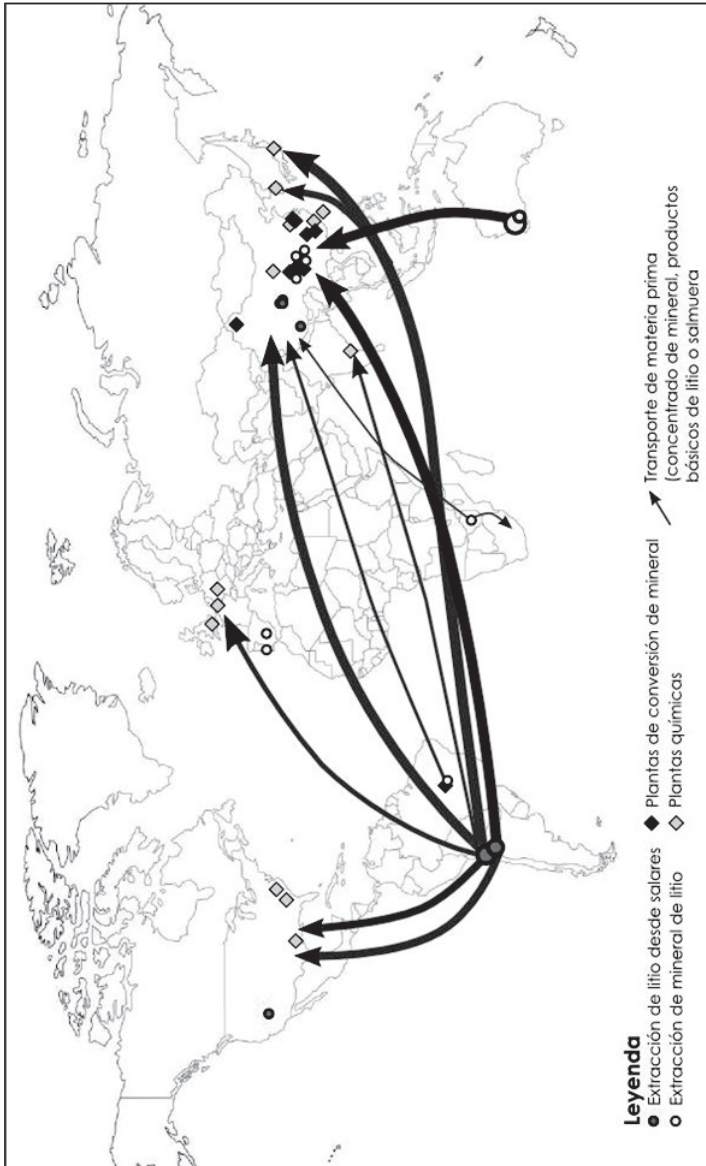 Leyenda
Extracción de litio desde salares
Extracción de mineral de litio
Plantas de conversión de mineral
Plantas químicas
Transporte de materia prima
(concentrado de mineral, productos
básicos de litio o salmuera